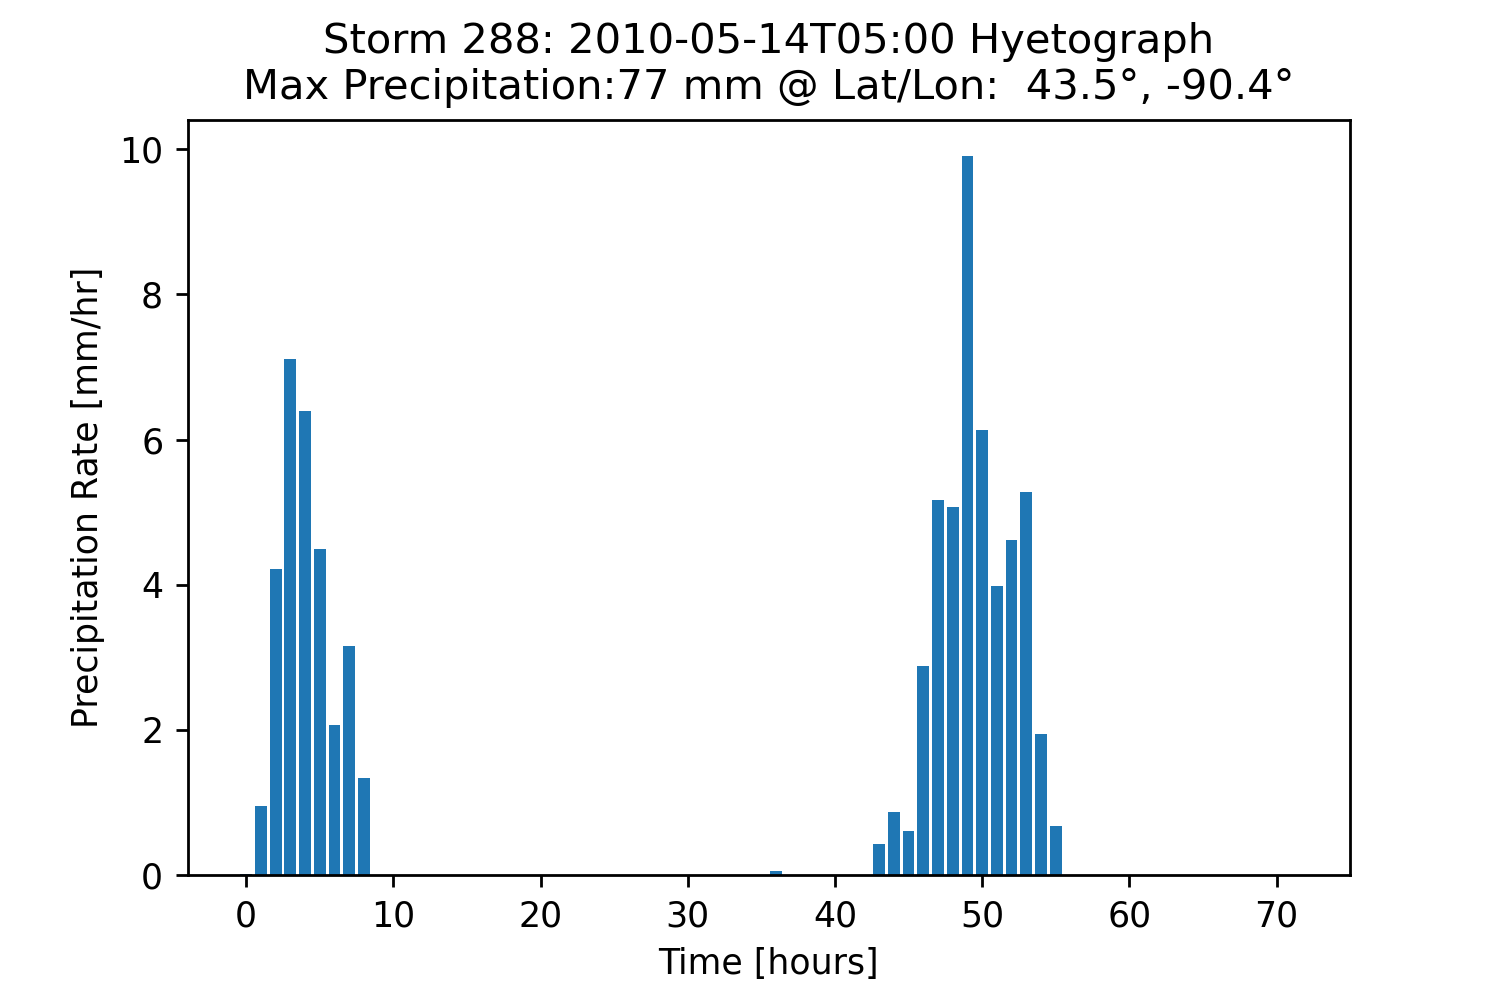 Storm 288: 2010-05-14T05:00 Hyetograph
Max Precipitation:77 mm @ Lat/Lon:  43.5°, -90.4°
10
8
6
4
2
0
Precipitation Rate [mm/hr]
0 10 20 30 40 50 60 70
Time [hours]